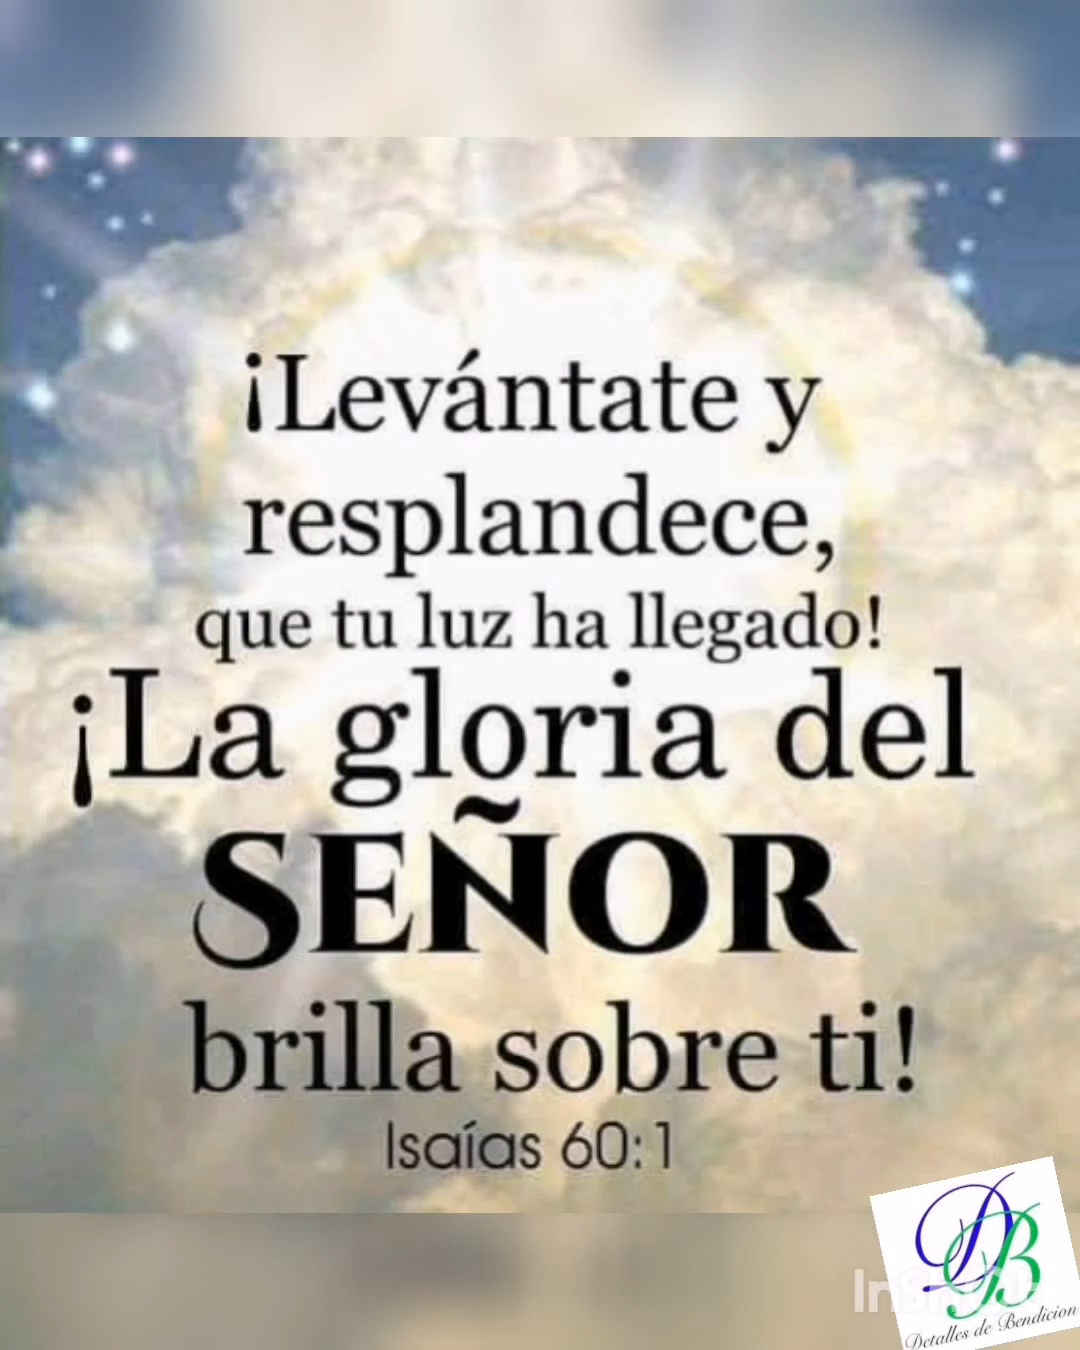 ¡Levántate y
resplandece,
que tu luz ha llegado!
¡La gloria del
SEÑOR
brilla sobre ti!
Isaías 60:1
DB
Detalles de Bendicion